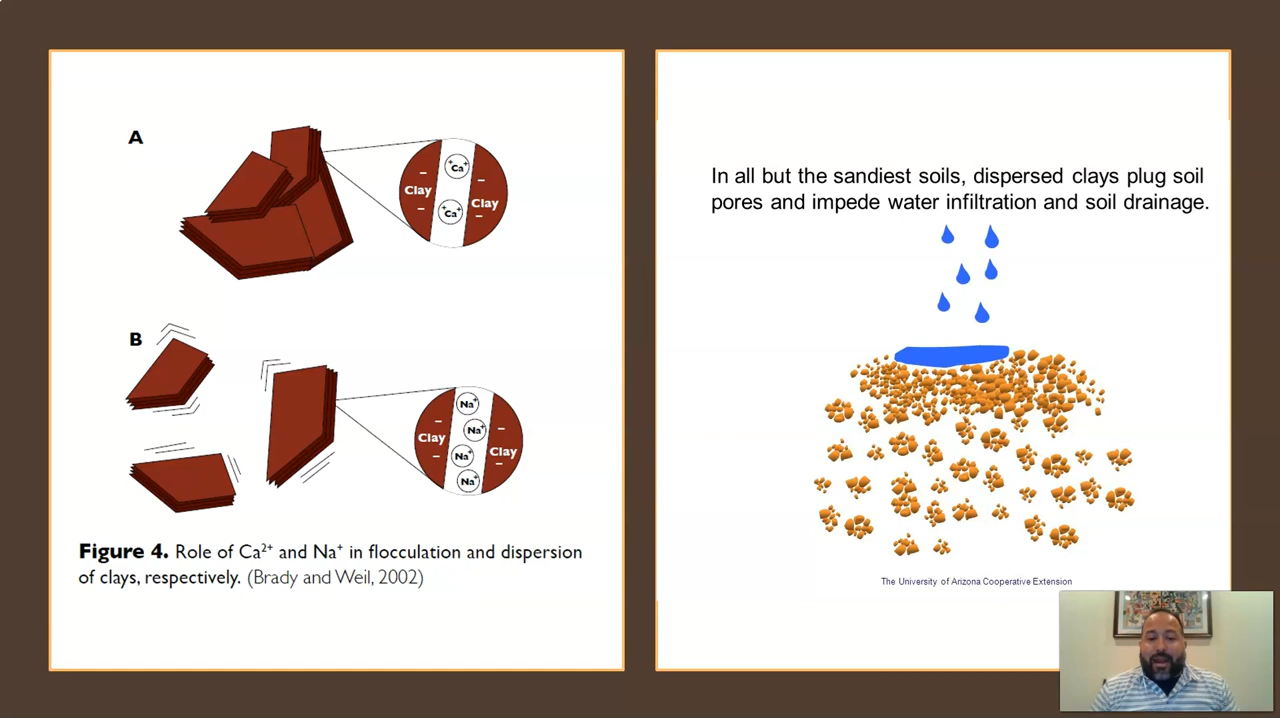 A
Ca
Clay
Clay
Ca
B
Na⁺
Na⁺
Clay
Clay
Na⁺
Na⁺
Figure 4. Role of Ca²⁺ and Na⁺ in flocculation and dispersion
of clays, respectively. (Brady and Weil, 2002)
In all but the sandiest soils, dispersed clays plug soil
pores and impede water infiltration and soil drainage.
The University of Arizona Cooperative Extension